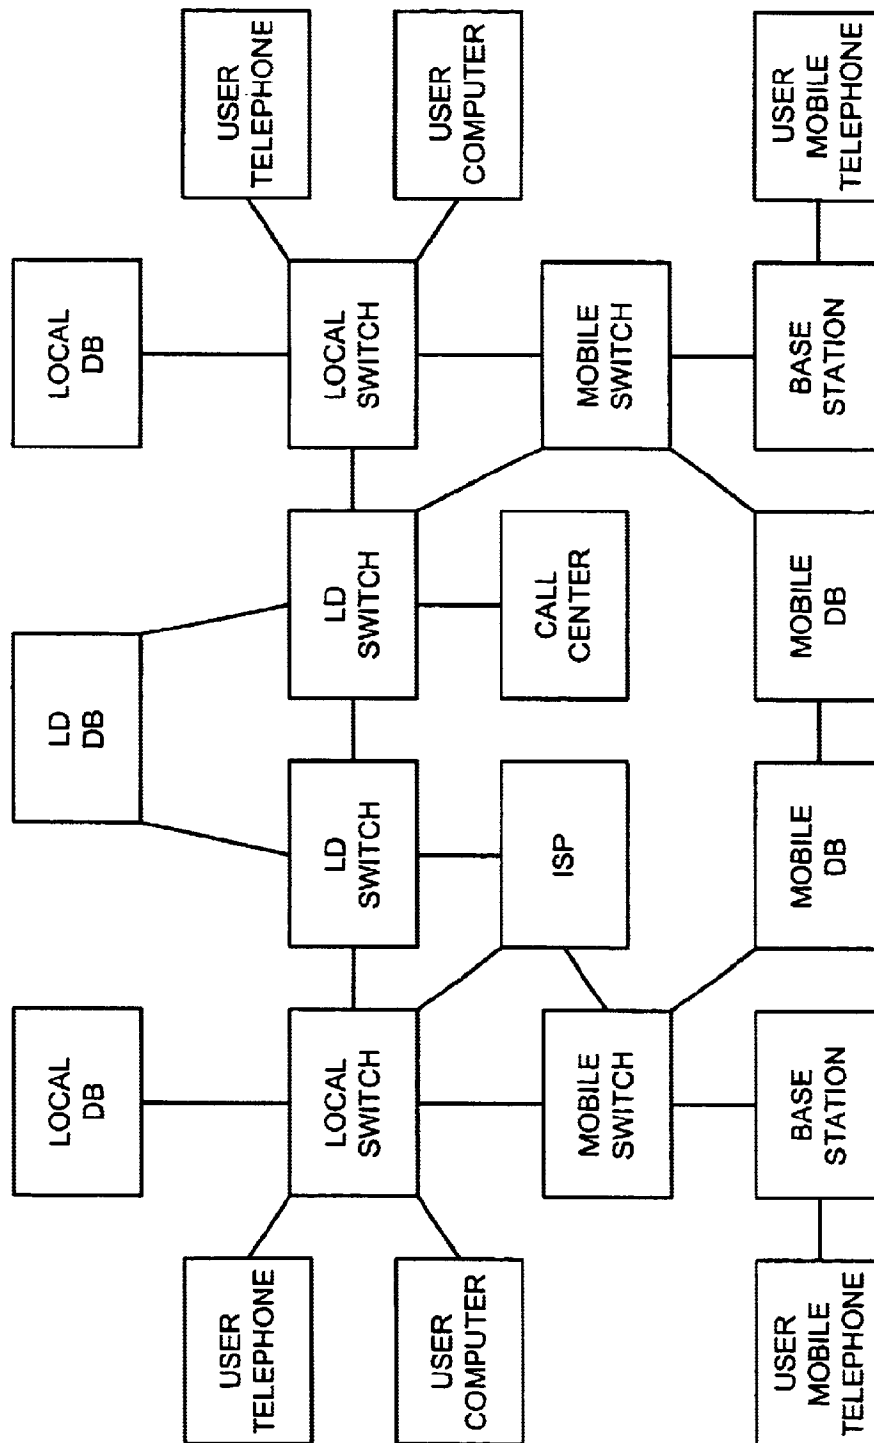 LOCAL
DB
LD
DB
LOCAL
DB
USER
TELEPHONE
USER
TELEPHONE
LOCAL
SWITCH
LD
SWITCH
LD
SWITCH
LOCAL
SWITCH
USER
COMPUTER
USER
COMPUTER
ISP
CALL
CENTER
MOBILE
SWITCH
MOBILE
SWITCH
USER
MOBILE
TELEPHONE
BASE
STATION
MOBILE
DB
MOBILE
DB
BASE
STATION
USER
MOBILE
TELEPHONE